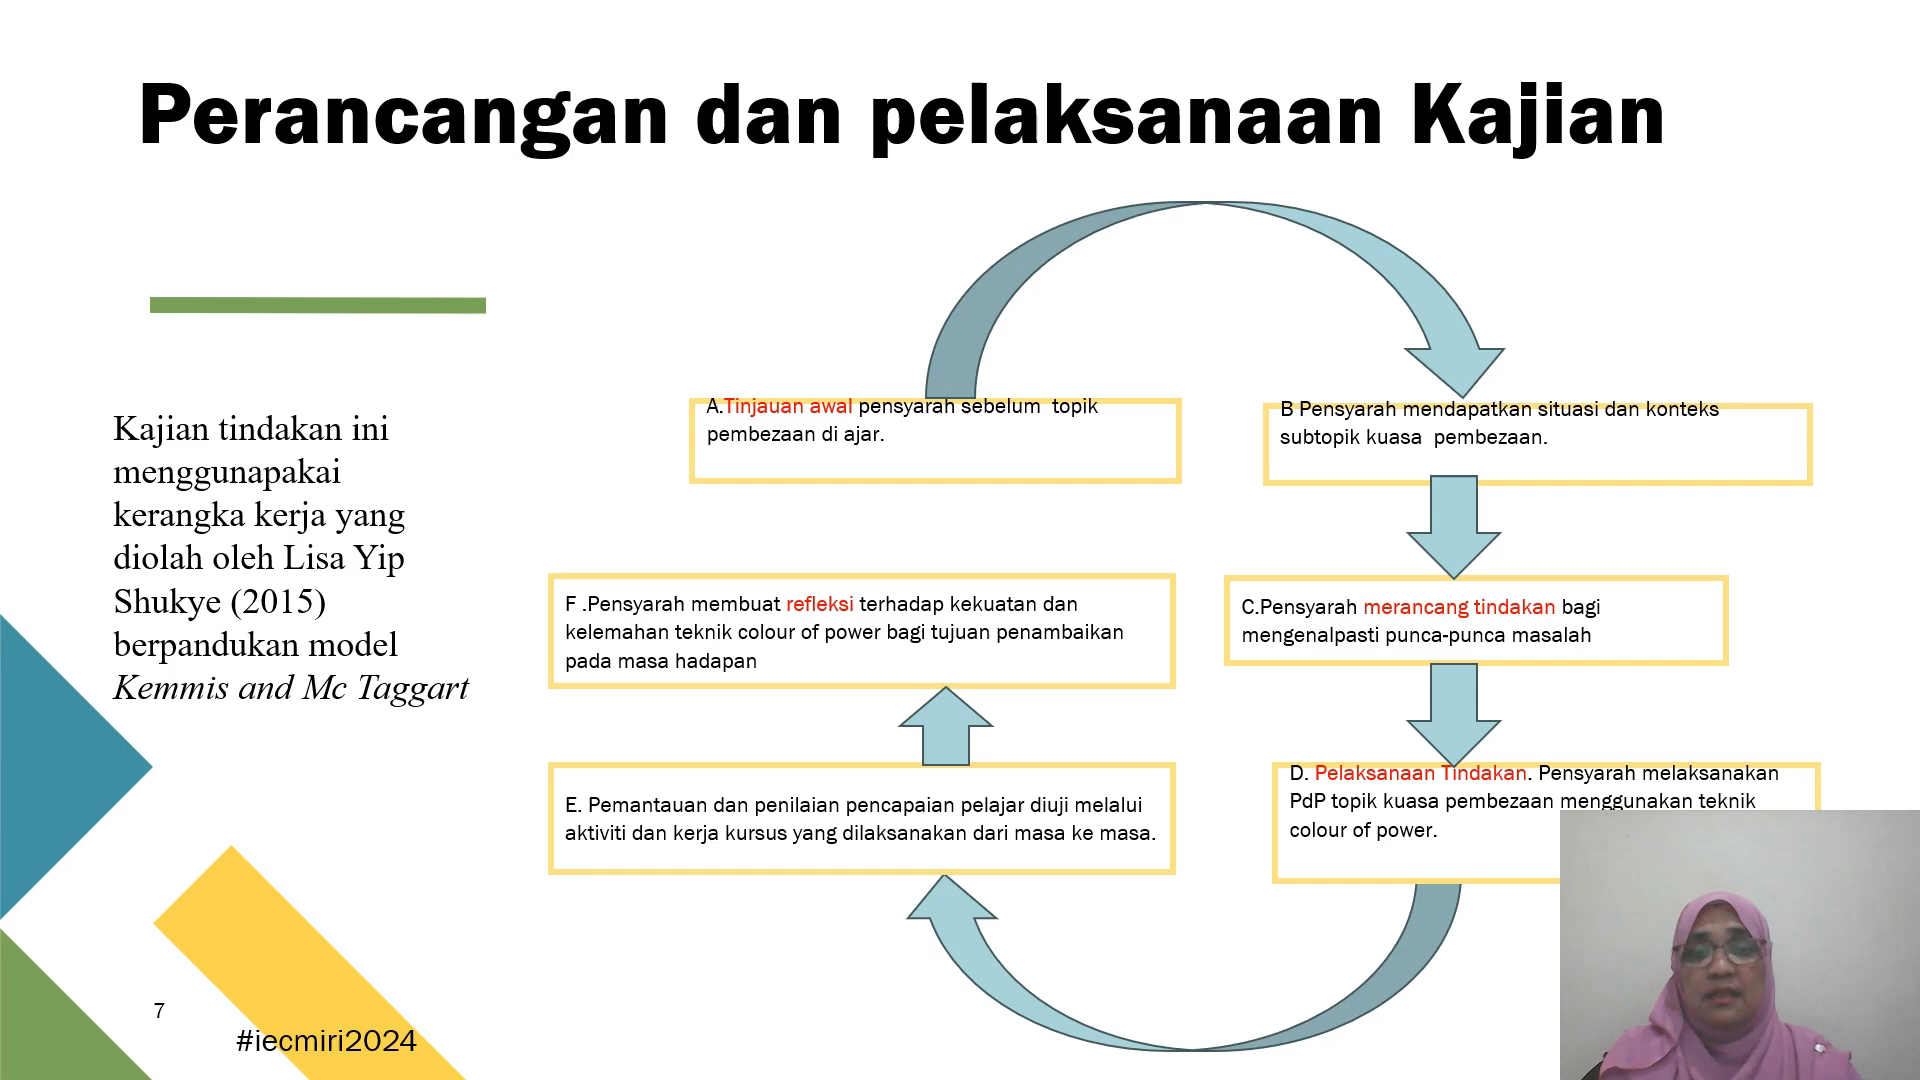 Perancangan dan pelaksanaan Kajian
Kajian tindakan ini
menggunapakai
kerangka kerja yang
diolah oleh Lisa Yip
Shukye (2015)
berpandukan model
Kemmis and Mc Taggart
A.Tinjauan awal pensyarah sebelum topik
pembezaan di ajar.
B Pensyarah mendapatkan situasi dan konteks
subtopik kuasa pembezaan.
C.Pensyarah merancang tindakan bagi
mengenalpasti punca-punca masalah
D. Pelaksanaan Tindakan. Pensyarah melaksanakan
PdP topik kuasa pembezaan menggunakan teknik
colour of power.
E. Pemantauan dan penilaian pencapaian pelajar diuji melalui
aktiviti dan kerja kursus yang dilaksanakan dari masa ke masa.
F .Pensyarah membuat refleksi terhadap kekuatan dan
kelemahan teknik colour of power bagi tujuan penambaikan
pada masa hadapan
7
#iecmiri2024